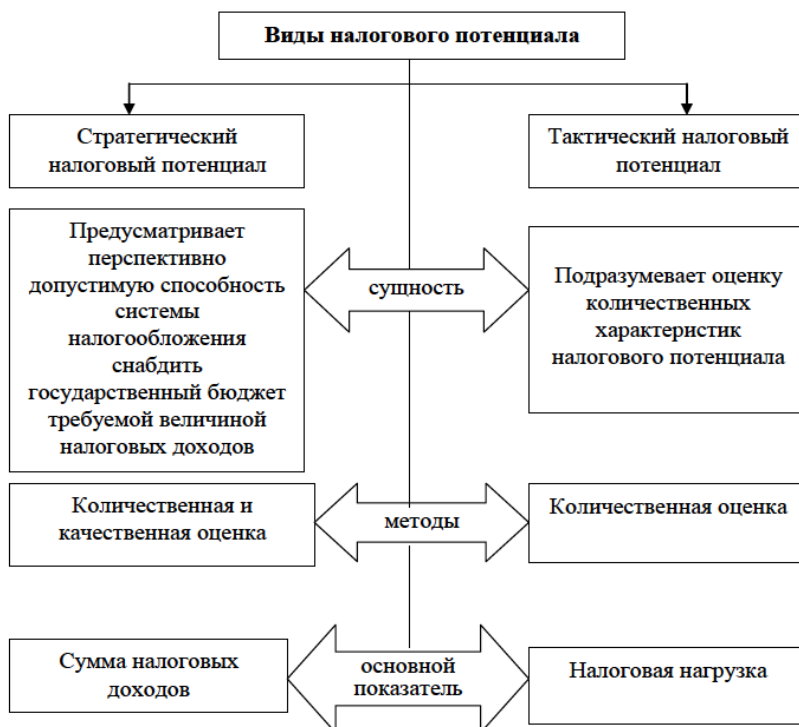 Виды налогового потенциала
Стратегический
налоговый потенциал
Тактический налоговый
потенциал
Предусматривает
перспективно
допустимую способность
системы
налогообложения
снабдить
государственный бюджет
требуемой величиной
налоговых доходов
сущность
Подразумевает оценку
количественных
характеристик
налогового потенциала
Количественная и
качественная оценка
методы
Количественная оценка
Сумма налоговых
доходов
основной
показатель
Налоговая нагрузка